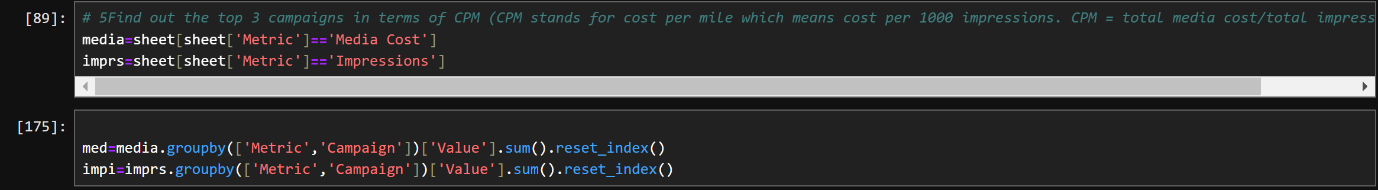 [89]:
# 5Find out the top 3 campaigns in terms of CPM (CPM stands for cost per mile which means cost per 1000 impressions. CPM = total media cost/total impress
media=sheet[sheet['Metric']=='Media Cost']
imprs=sheet[sheet['Metric']=='Impressions']
[175]:
med=media.groupby(['Metric','Campaign'])['Value'].sum().reset_index()
impi=imprs.groupby(['Metric','Campaign'])['Value'].sum().reset_index()